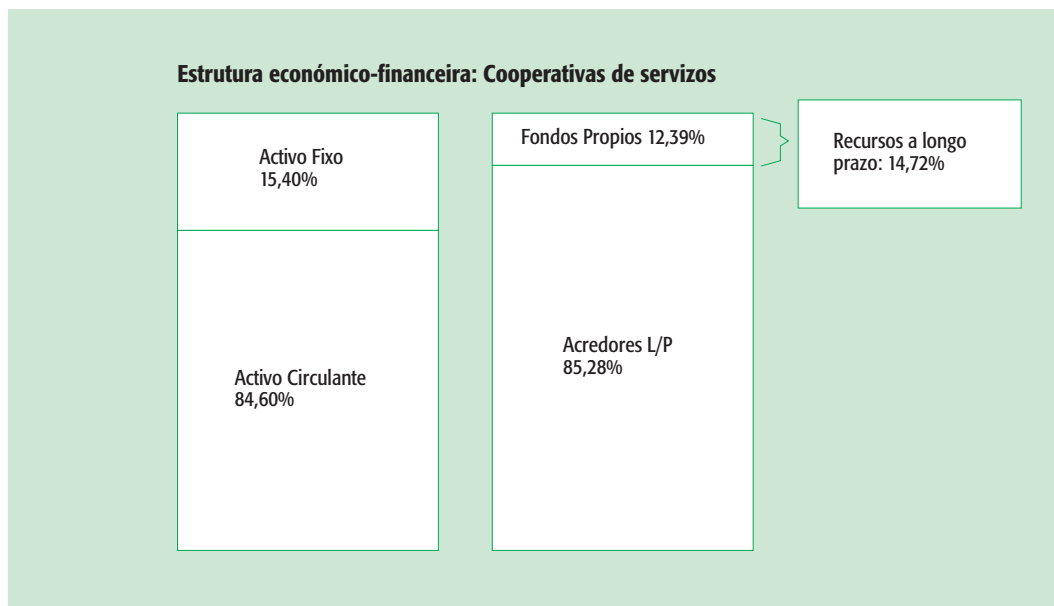 Estrutura económico-financeira: Cooperativas de servizos
Activo Fixo
15,40%
Activo Circulante
84,60%
Fondos Propios 12,39%
Acredores L/P
85,28%
Recursos a longo
prazo: 14,72%